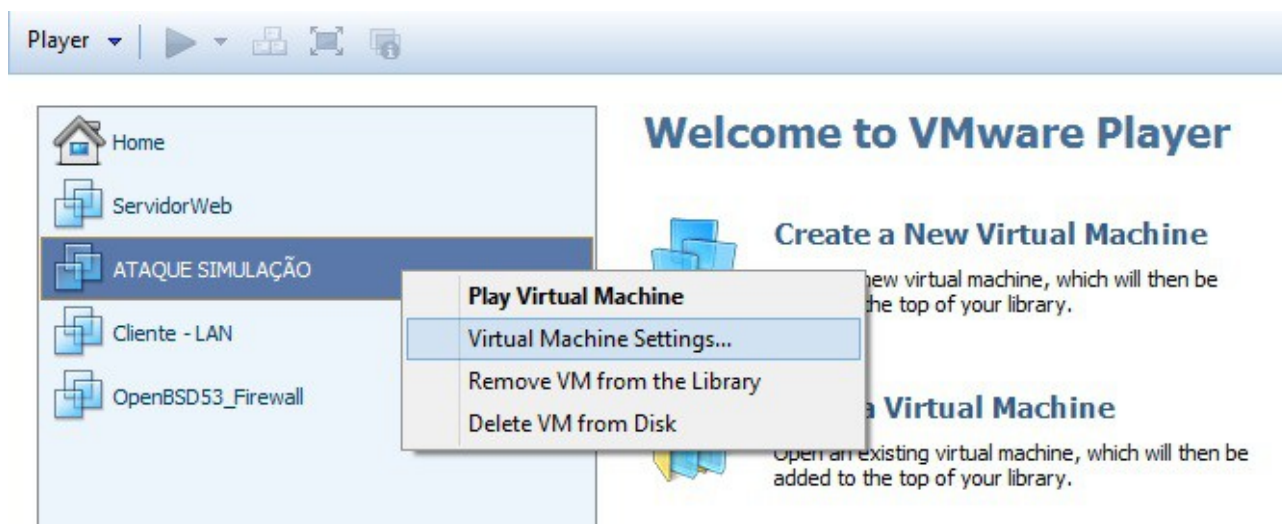 Player
Home
ServidorWeb
ATAQUE SIMULAÇÃO
Cliente - LAN
OpenBSD53_Firewall
Play Virtual Machine
Virtual Machine Settings...
Remove VM from the Library
Delete VM from Disk
Welcome to VMware Player
Create a New Virtual Machine
new virtual machine, which will then be
the top of your library.
a Virtual Machine
Open an existing virtual machine, which will then be
added to the top of your library.